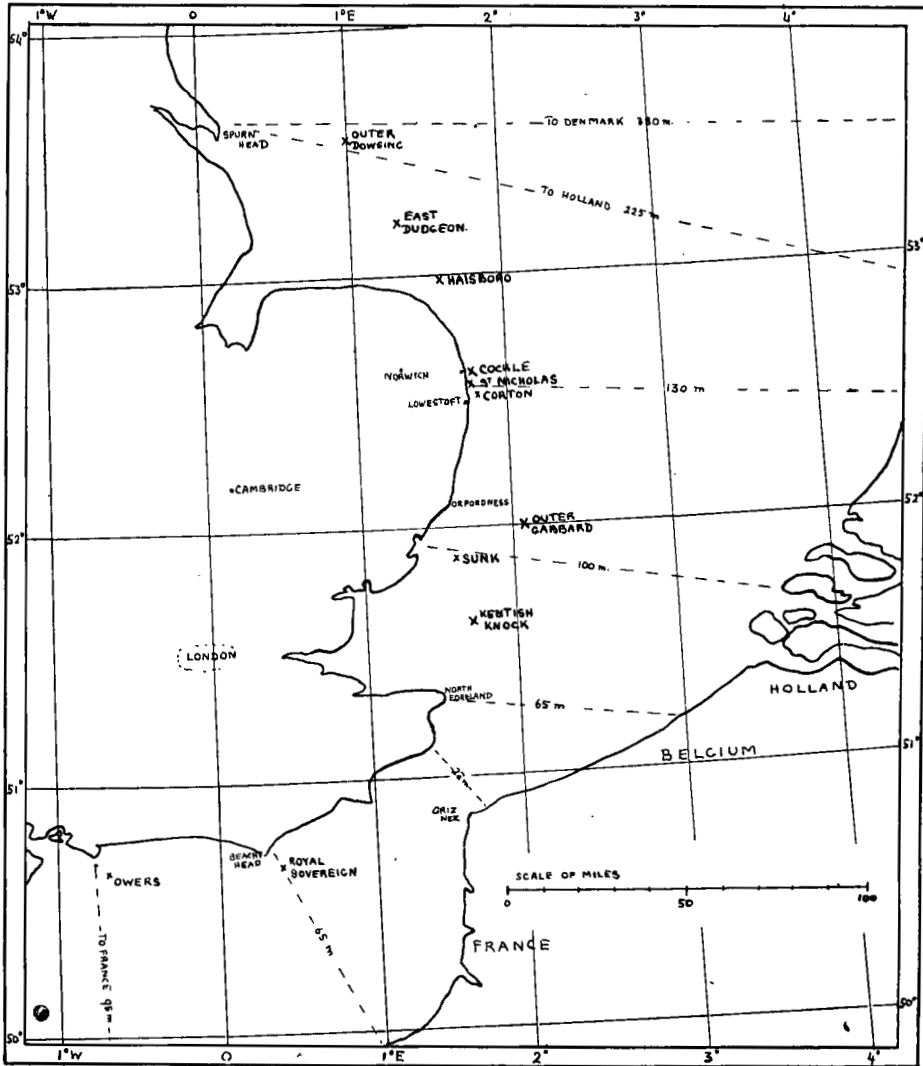 1°W 0 1°E 2° 3° 4°
54° 54°
TO DENMARK 330 m.
SPURN
HEAD
OUTER
DOWSING
TO HOLLAND 225 m
EAST
DUDGEON.
53°
53°
HAISBORO
COCKLE
NORWICH
ST NICHOLAS
130 m
CORTON
LOWESTOFT
CAMBRIDGE
ORFORDNESS
52°
OUTER
GABBARD
52°
SUNK
100 m.
KENTISH
KNOCK
LONDON
NORTH
FORELAND
HOLLAND
65 m
51°
BELGIUM
51°
GRIZ
NEZ
BEACHY
HEAD
ROYAL
SOVEREIGN
OWERS
SCALE OF MILES
0 50 100
65 m
FRANCE
TO FRANCE 95 m
50°
50°
1°W 0 1°E 2° 3° 4°